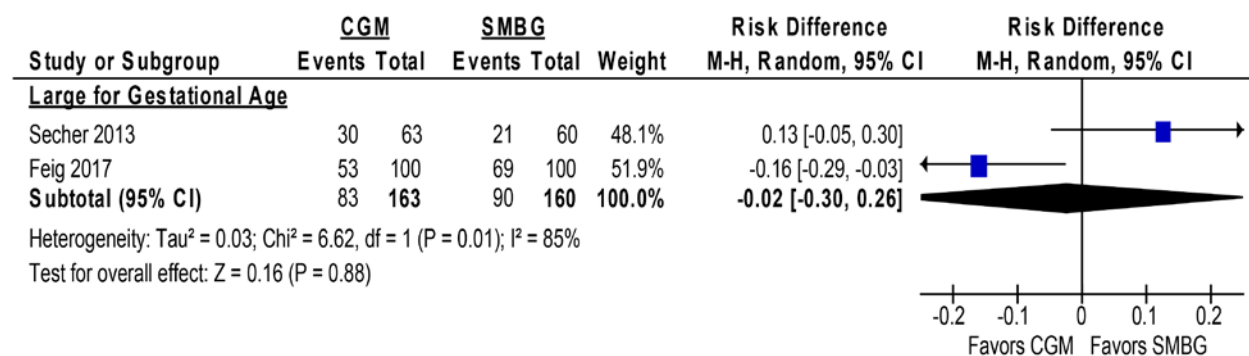 CGM SMBG Risk Difference Risk Difference
Study or Subgroup Events Total Events Total Weight M-H, Random, 95% CI M-H, Random, 95% CI
Large for Gestational Age
Secher 2013 30 63 21 60 48.1% 0.13 [-0.05, 0.30]
Feig 2017 53 100 69 100 51.9% -0.16 [-0.29, -0.03]
Subtotal (95% CI) 83 163 90 160 100.0% -0.02 [-0.30, 0.26]
Heterogeneity: Tau² = 0.03; Chi² = 6.62, df = 1 (P = 0.01); I² = 85%
Test for overall effect: Z = 0.16 (P = 0.88)
-0.2 -0.1 0 0.1 0.2
Favors CGM Favors SMBG